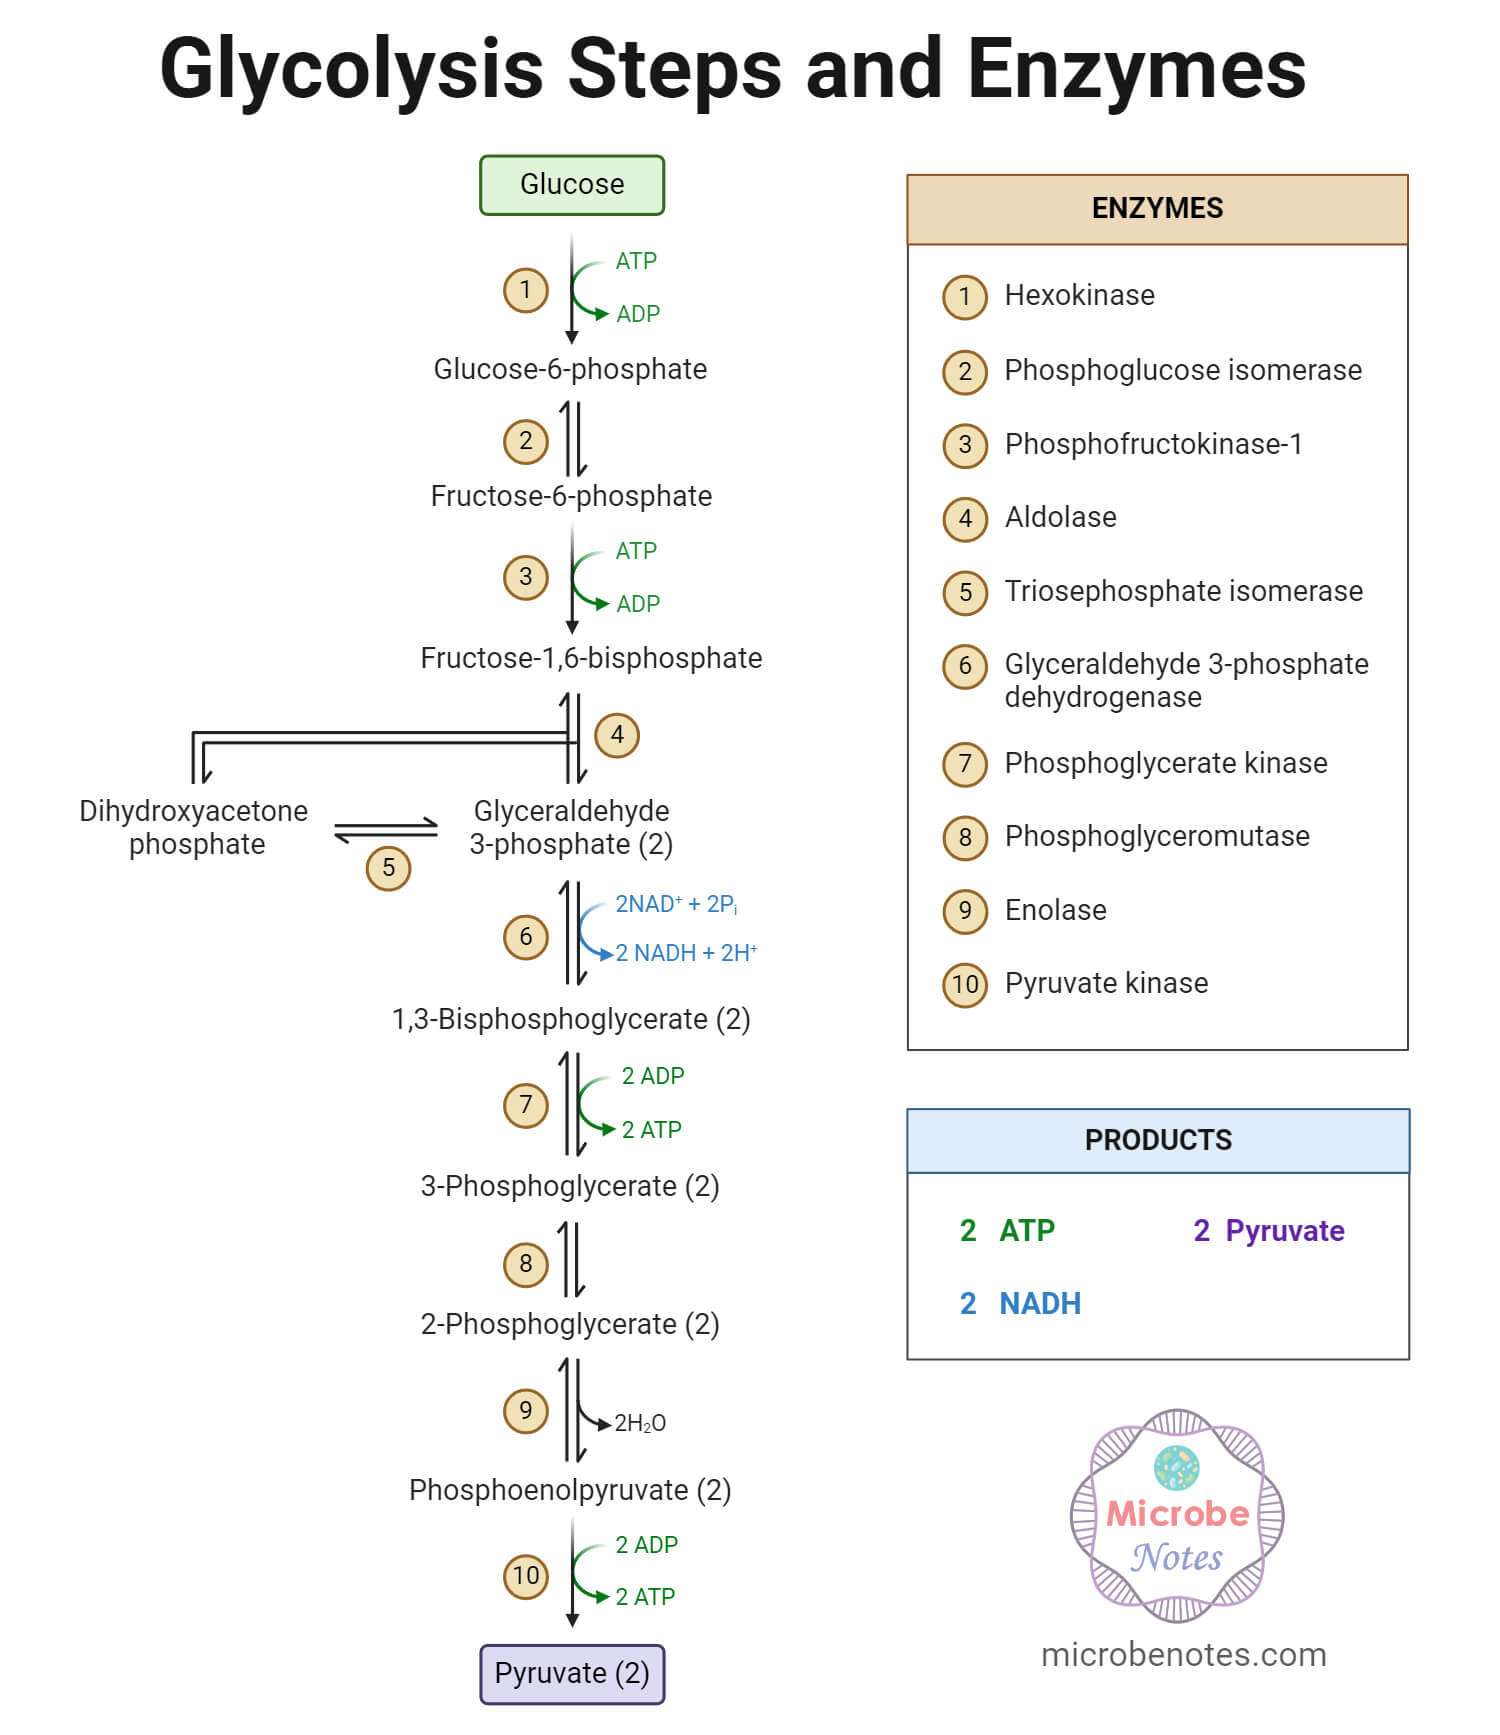 Glycolysis Steps and Enzymes
Glucose
1
ATP
ADP
Glucose-6-phosphate
2
Fructose-6-phosphate
3
ATP
ADP
Fructose-1,6-bisphosphate
4
Dihydroxyacetone
phosphate
5
Glyceraldehyde
3-phosphate (2)
6
2NAD⁺ + 2Pᵢ
2 NADH + 2H⁺
1,3-Bisphosphoglycerate (2)
7
2 ADP
2 ATP
3-Phosphoglycerate (2)
8
2-Phosphoglycerate (2)
9
2H₂O
Phosphoenolpyruvate (2)
10
2 ADP
2 ATP
Pyruvate (2)
ENZYMES
1 Hexokinase
2 Phosphoglucose isomerase
3 Phosphofructokinase-1
4 Aldolase
5 Triosephosphate isomerase
6 Glyceraldehyde 3-phosphate
dehydrogenase
7 Phosphoglycerate kinase
8 Phosphoglyceromutase
9 Enolase
10 Pyruvate kinase
PRODUCTS
2 ATP 2 Pyruvate
2 NADH
Microbe
Notes
microbenotes.com